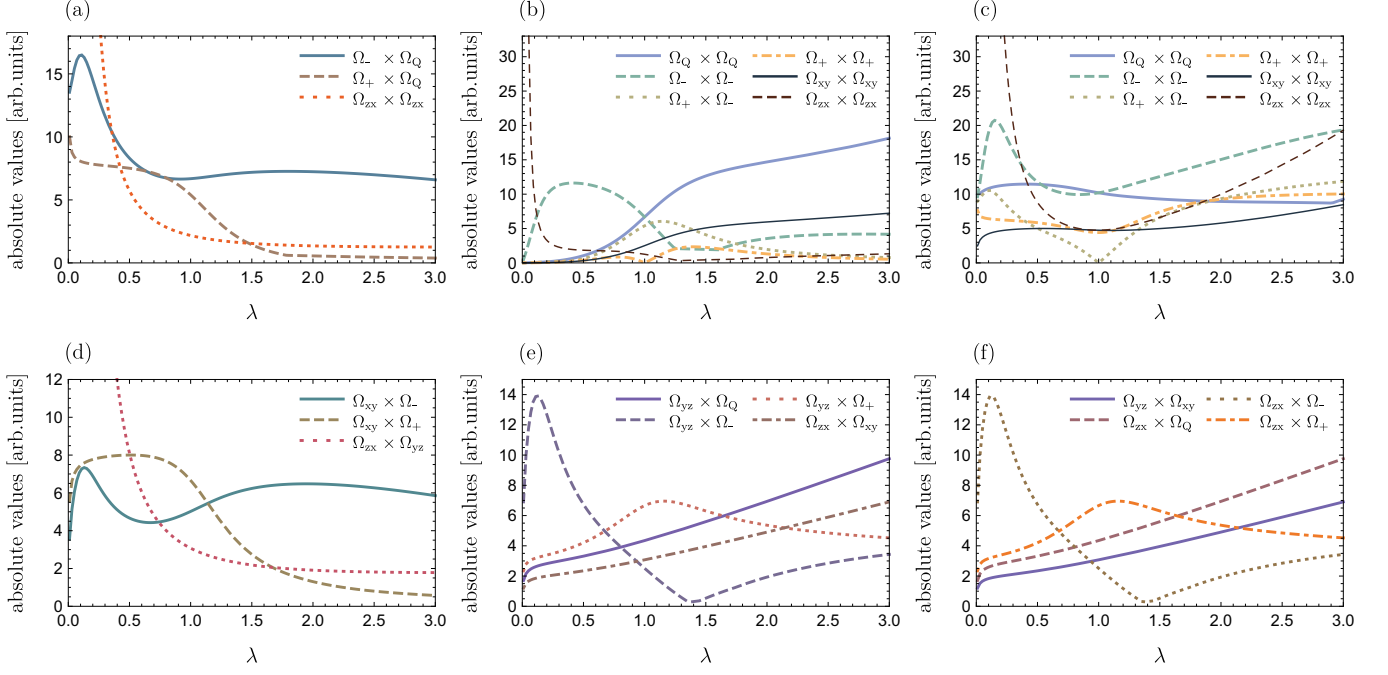 (a)
absolute values [arb.units]
Ω₋ × Ω_Q
Ω₊ × Ω_Q
Ω_zx × Ω_zx
0
5
10
15
0.0 0.5 1.0 1.5 2.0 2.5 3.0
λ
(b)
absolute values [arb.units]
Ω_Q × Ω_Q
Ω₋ × Ω₋
Ω₊ × Ω₋
Ω₊ × Ω₊
Ω_xy × Ω_xy
Ω_zx × Ω_zx
0
5
10
15
20
25
30
0.0 0.5 1.0 1.5 2.0 2.5 3.0
λ
(c)
absolute values [arb.units]
Ω_Q × Ω_Q
Ω₋ × Ω₋
Ω₊ × Ω₋
Ω₊ × Ω₊
Ω_xy × Ω_xy
Ω_zx × Ω_zx
0
5
10
15
20
25
30
0.0 0.5 1.0 1.5 2.0 2.5 3.0
λ
(d)
absolute values [arb.units]
Ω_xy × Ω₋
Ω_xy × Ω₊
Ω_zx × Ω_yz
0
2
4
6
8
10
12
0.0 0.5 1.0 1.5 2.0 2.5 3.0
λ
(e)
absolute values [arb.units]
Ω_yz × Ω_Q
Ω_yz × Ω₋
Ω_yz × Ω₊
Ω_zx × Ω_xy
0
2
4
6
8
10
12
14
0.0 0.5 1.0 1.5 2.0 2.5 3.0
λ
(f)
absolute values [arb.units]
Ω_yz × Ω_xy
Ω_zx × Ω_Q
Ω_zx × Ω₋
Ω_zx × Ω₊
0
2
4
6
8
10
12
14
0.0 0.5 1.0 1.5 2.0 2.5 3.0
λ